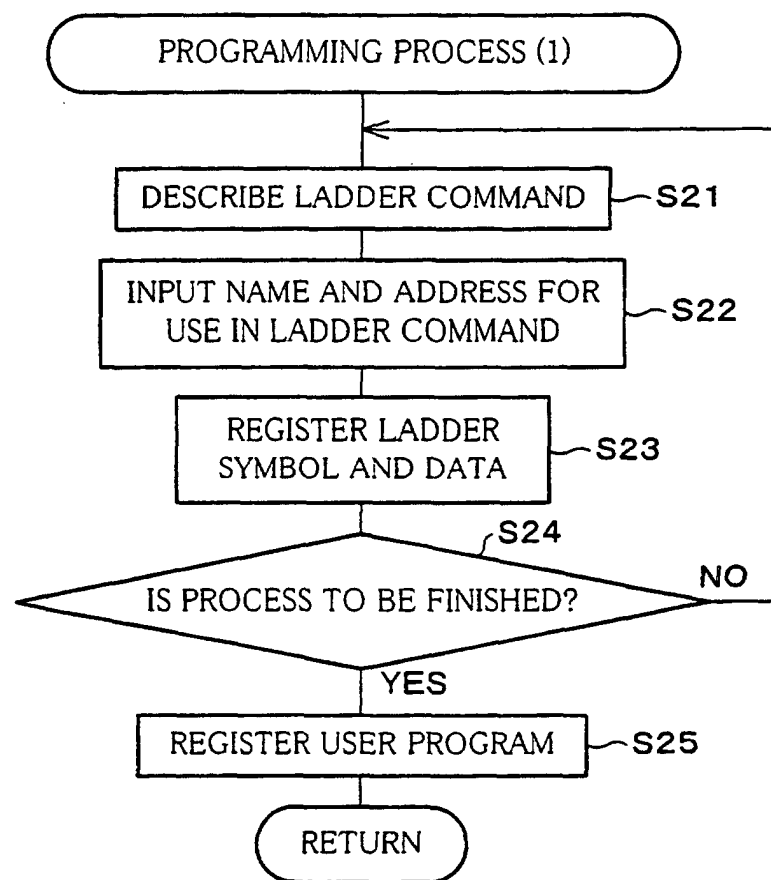 PROGRAMMING PROCESS (1)
DESCRIBE LADDER COMMAND
S21
INPUT NAME AND ADDRESS FOR
USE IN LADDER COMMAND
S22
REGISTER LADDER
SYMBOL AND DATA
S23
S24
IS PROCESS TO BE FINISHED?
NO
YES
REGISTER USER PROGRAM
S25
RETURN